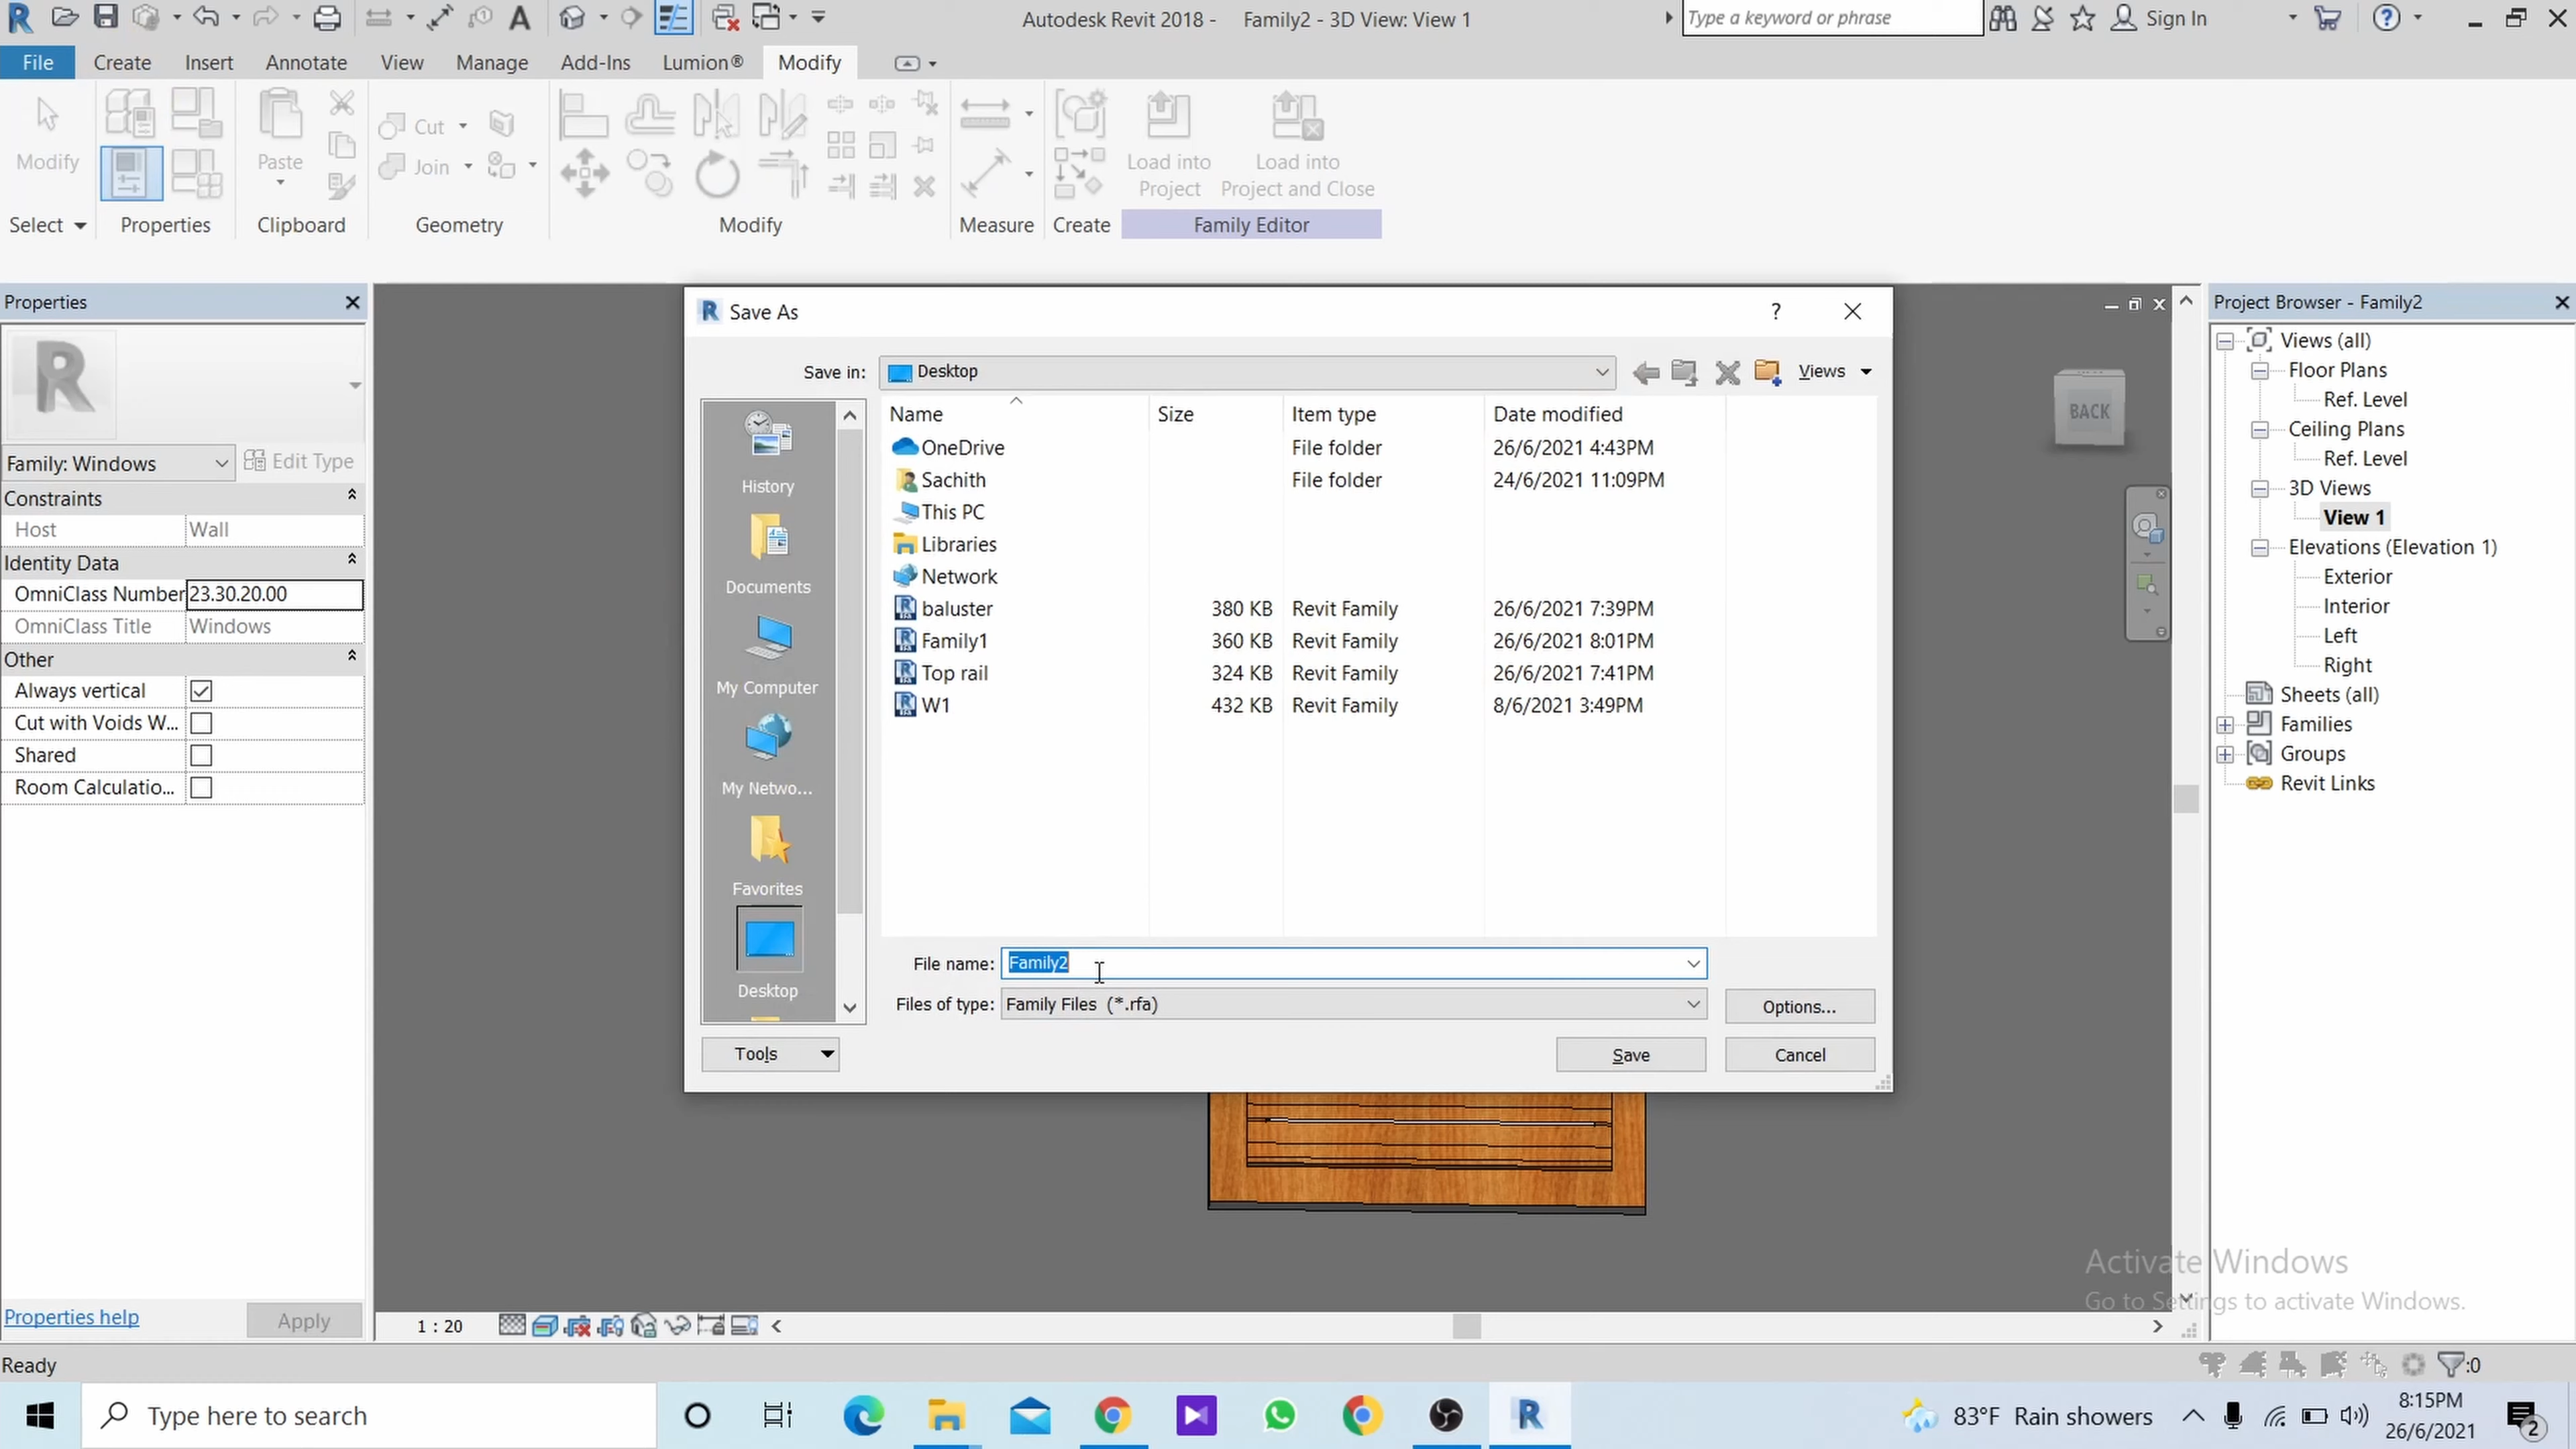 Autodesk Revit 2018 - Family2 - 3D View: View 1
Type a keyword or phrase
Sign In
File Create Insert Annotate View Manage Add-Ins Lumion® Modify
Modify
Paste
Cut
Join
Load into Project
Load into Project and Close
Select Properties Clipboard Geometry Modify Measure Create Family Editor
Properties
Family: Windows
Edit Type
Constraints
Host Wall
Identity Data
OmniClass Number 23.30.20.00
OmniClass Title Windows
Other
Always vertical
Cut with Voids W...
Shared
Room Calculatio...
Properties help
Apply
Save As
?
Save in: Desktop
Views
History
Documents
My Computer
My Netwo...
Favorites
Desktop
Name Size Item type Date modified
OneDrive File folder 26/6/2021 4:43PM
Sachith File folder 24/6/2021 11:09PM
This PC
Libraries
Network
baluster 380 KB Revit Family 26/6/2021 7:39PM
Family1 360 KB Revit Family 26/6/2021 8:01PM
Top rail 324 KB Revit Family 26/6/2021 7:41PM
W1 432 KB Revit Family 8/6/2021 3:49PM
File name: Family2
Files of type: Family Files (*.rfa)
Options...
Tools
Save
Cancel
BACK
Project Browser - Family2
Views (all)
Floor Plans
Ref. Level
Ceiling Plans
Ref. Level
3D Views
View 1
Elevations (Elevation 1)
Exterior
Interior
Left
Right
Sheets (all)
Families
Groups
Revit Links
Activate Windows
Go to Settings to activate Windows.
1 : 20
Ready
:0
Type here to search
83°F Rain showers
8:15PM
26/6/2021
2